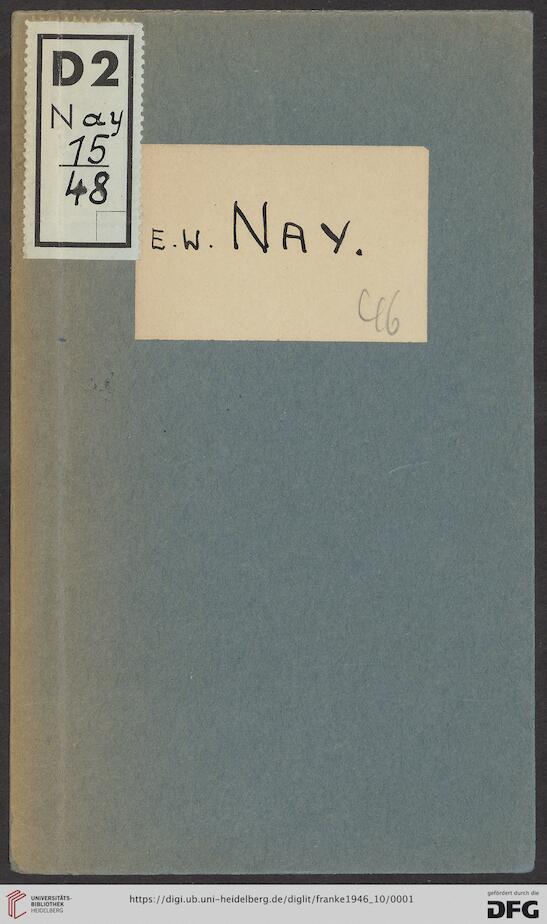 D2
Nay
15
48
E.W. NAY.
46
UNIVERSITÄTS-
BIBLIOTHEK
HEIDELBERG
https://digi.ub.uni-heidelberg.de/diglit/franke1946_10/0001
gefördert durch die
DFG